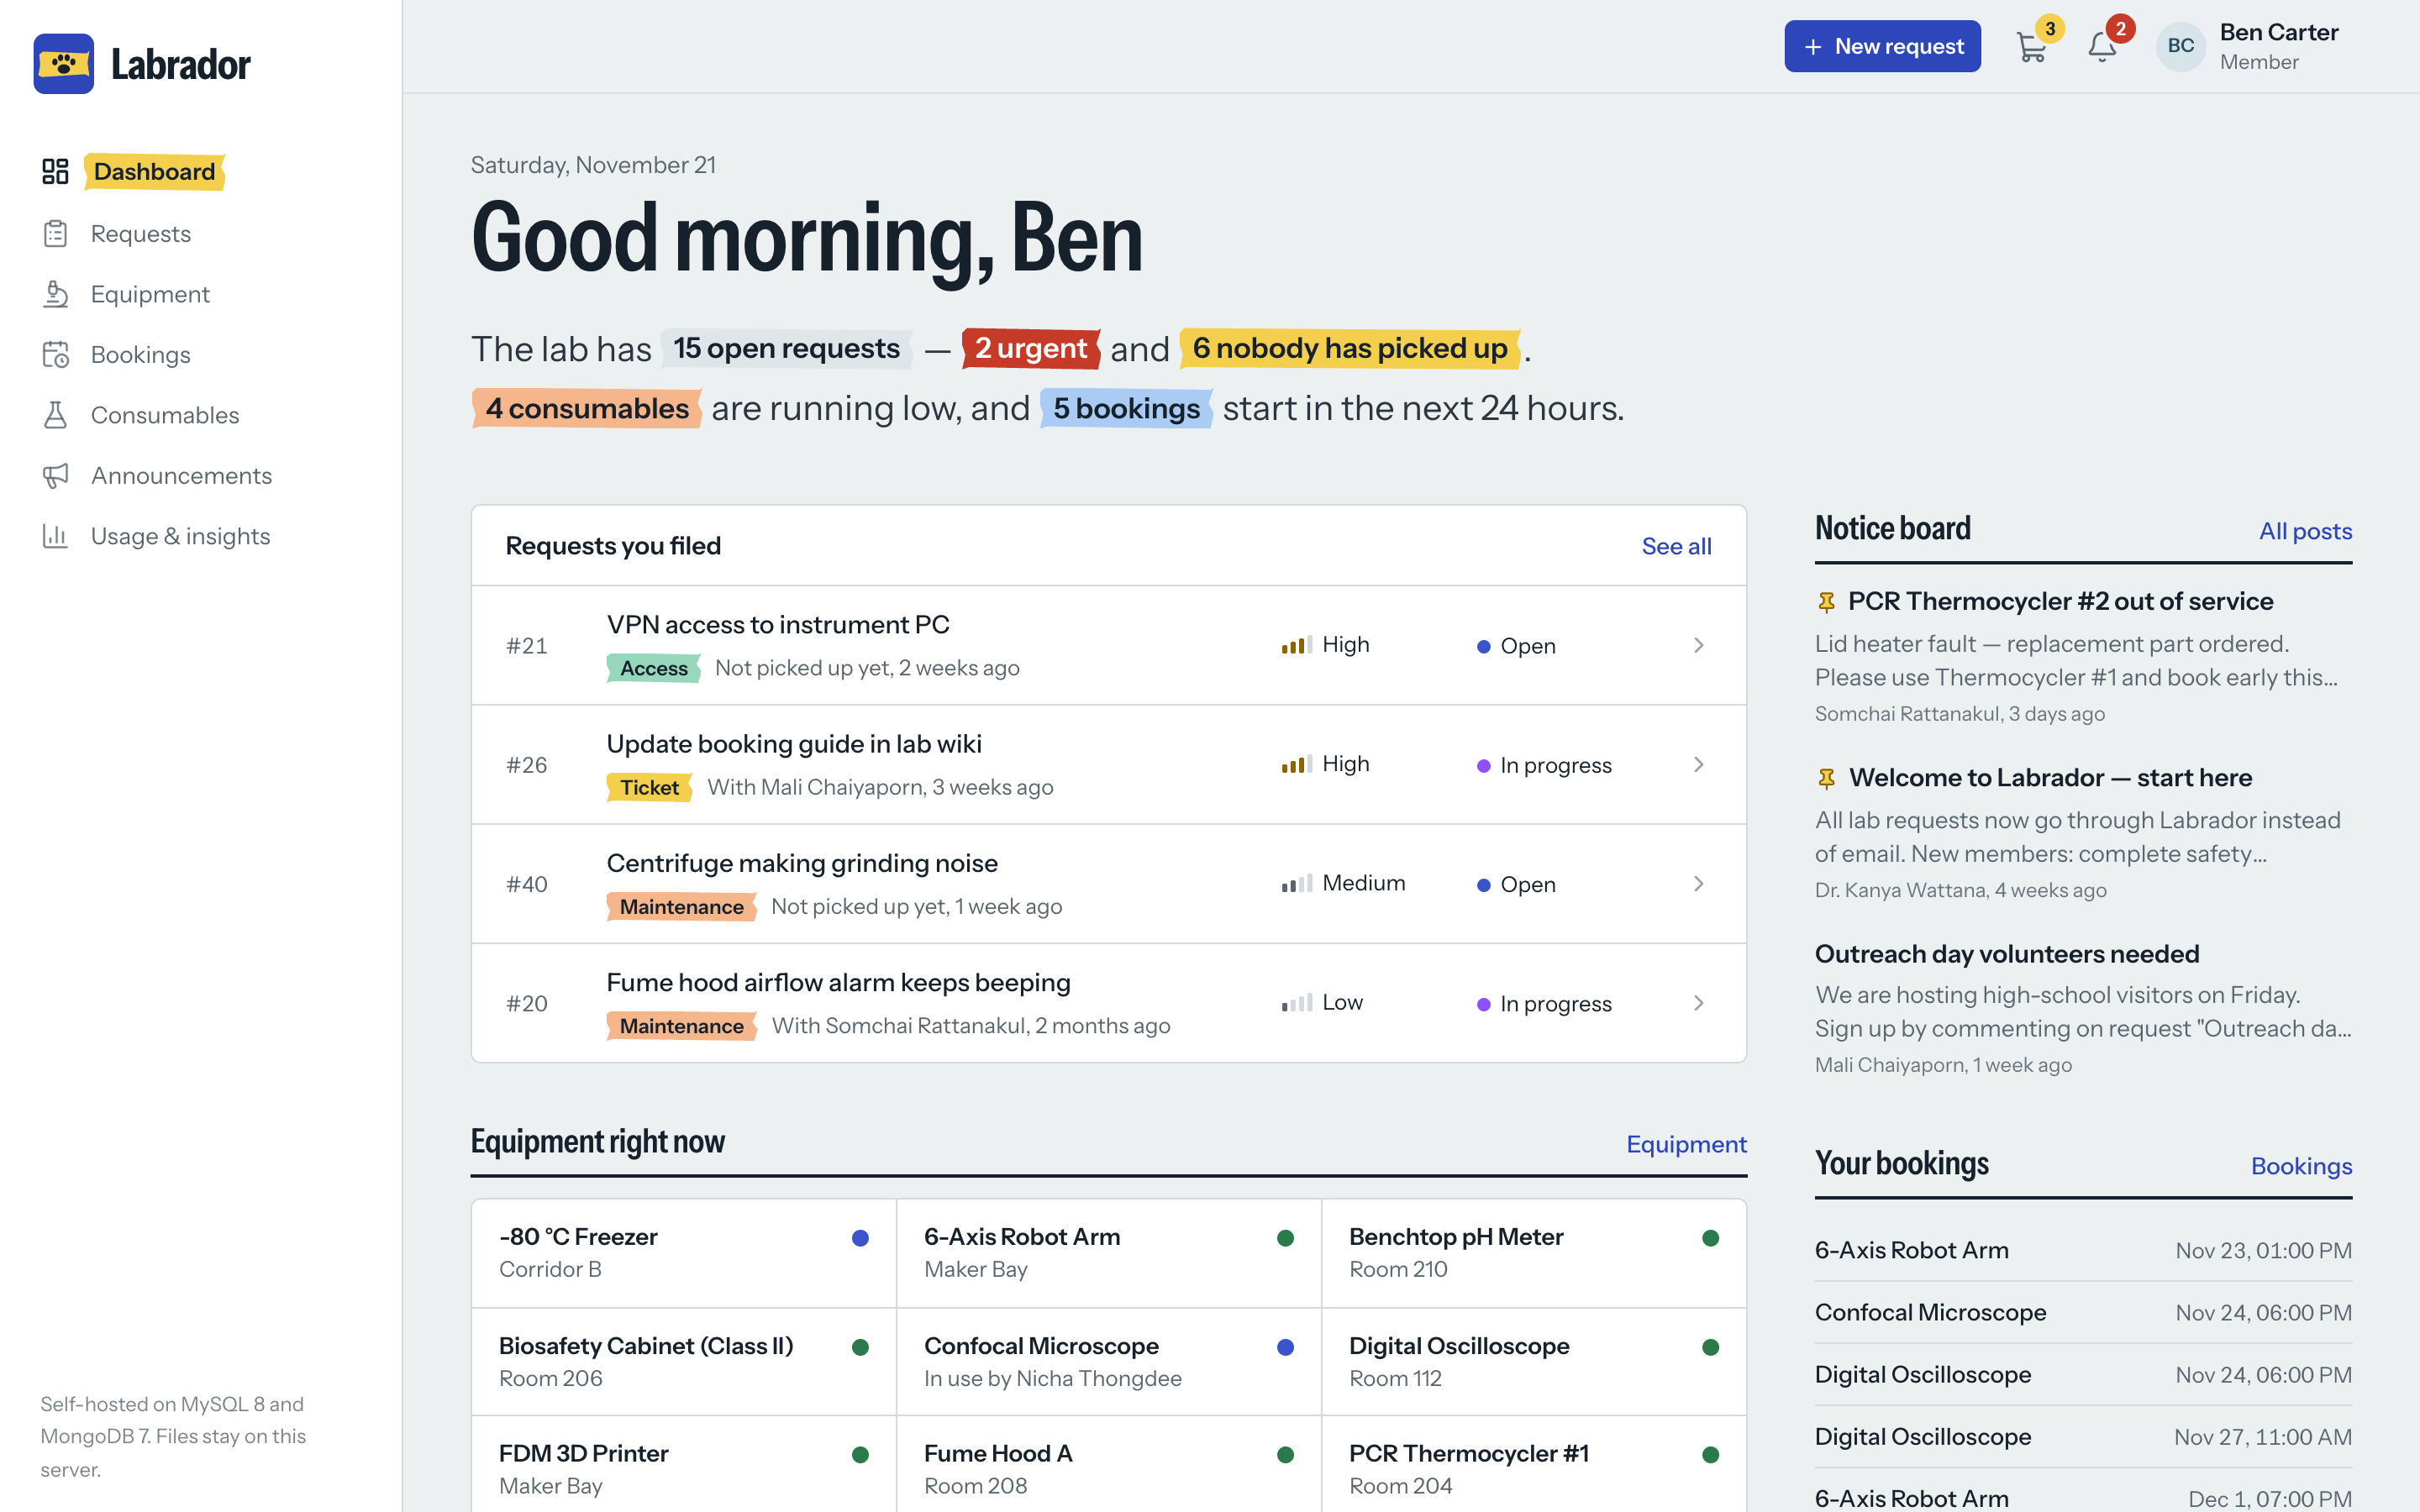 Labrador
Dashboard
Requests
Equipment
Bookings
Consumables
Announcements
Usage & insights
Self-hosted on MySQL 8 and
MongoDB 7. Files stay on this
server.
New request
3
2
BC
Ben Carter
Member
Saturday, November 21
Good morning, Ben
The lab has 15 open requests — 2 urgent and 6 nobody has picked up .
4 consumables are running low, and 5 bookings start in the next 24 hours.
Requests you filed
See all
#21
VPN access to instrument PC
Access Not picked up yet, 2 weeks ago
High
Open
#26
Update booking guide in lab wiki
Ticket With Mali Chaiyaporn, 3 weeks ago
High
In progress
#40
Centrifuge making grinding noise
Maintenance Not picked up yet, 1 week ago
Medium
Open
#20
Fume hood airflow alarm keeps beeping
Maintenance With Somchai Rattanakul, 2 months ago
Low
In progress
Equipment right now
Equipment
-80 °C Freezer
Corridor B
6-Axis Robot Arm
Maker Bay
Benchtop pH Meter
Room 210
Biosafety Cabinet (Class II)
Room 206
Confocal Microscope
In use by Nicha Thongdee
Digital Oscilloscope
Room 112
FDM 3D Printer
Maker Bay
Fume Hood A
Room 208
PCR Thermocycler #1
Room 204
Notice board
All posts
PCR Thermocycler #2 out of service
Lid heater fault — replacement part ordered.
Please use Thermocycler #1 and book early this...
Somchai Rattanakul, 3 days ago
Welcome to Labrador — start here
All lab requests now go through Labrador instead
of email. New members: complete safety...
Dr. Kanya Wattana, 4 weeks ago
Outreach day volunteers needed
We are hosting high-school visitors on Friday.
Sign up by commenting on request "Outreach da...
Mali Chaiyaporn, 1 week ago
Your bookings
Bookings
6-Axis Robot Arm Nov 23, 01:00 PM
Confocal Microscope Nov 24, 06:00 PM
Digital Oscilloscope Nov 24, 06:00 PM
Digital Oscilloscope Nov 27, 11:00 AM
6-Axis Robot Arm Dec 1, 07:00 PM